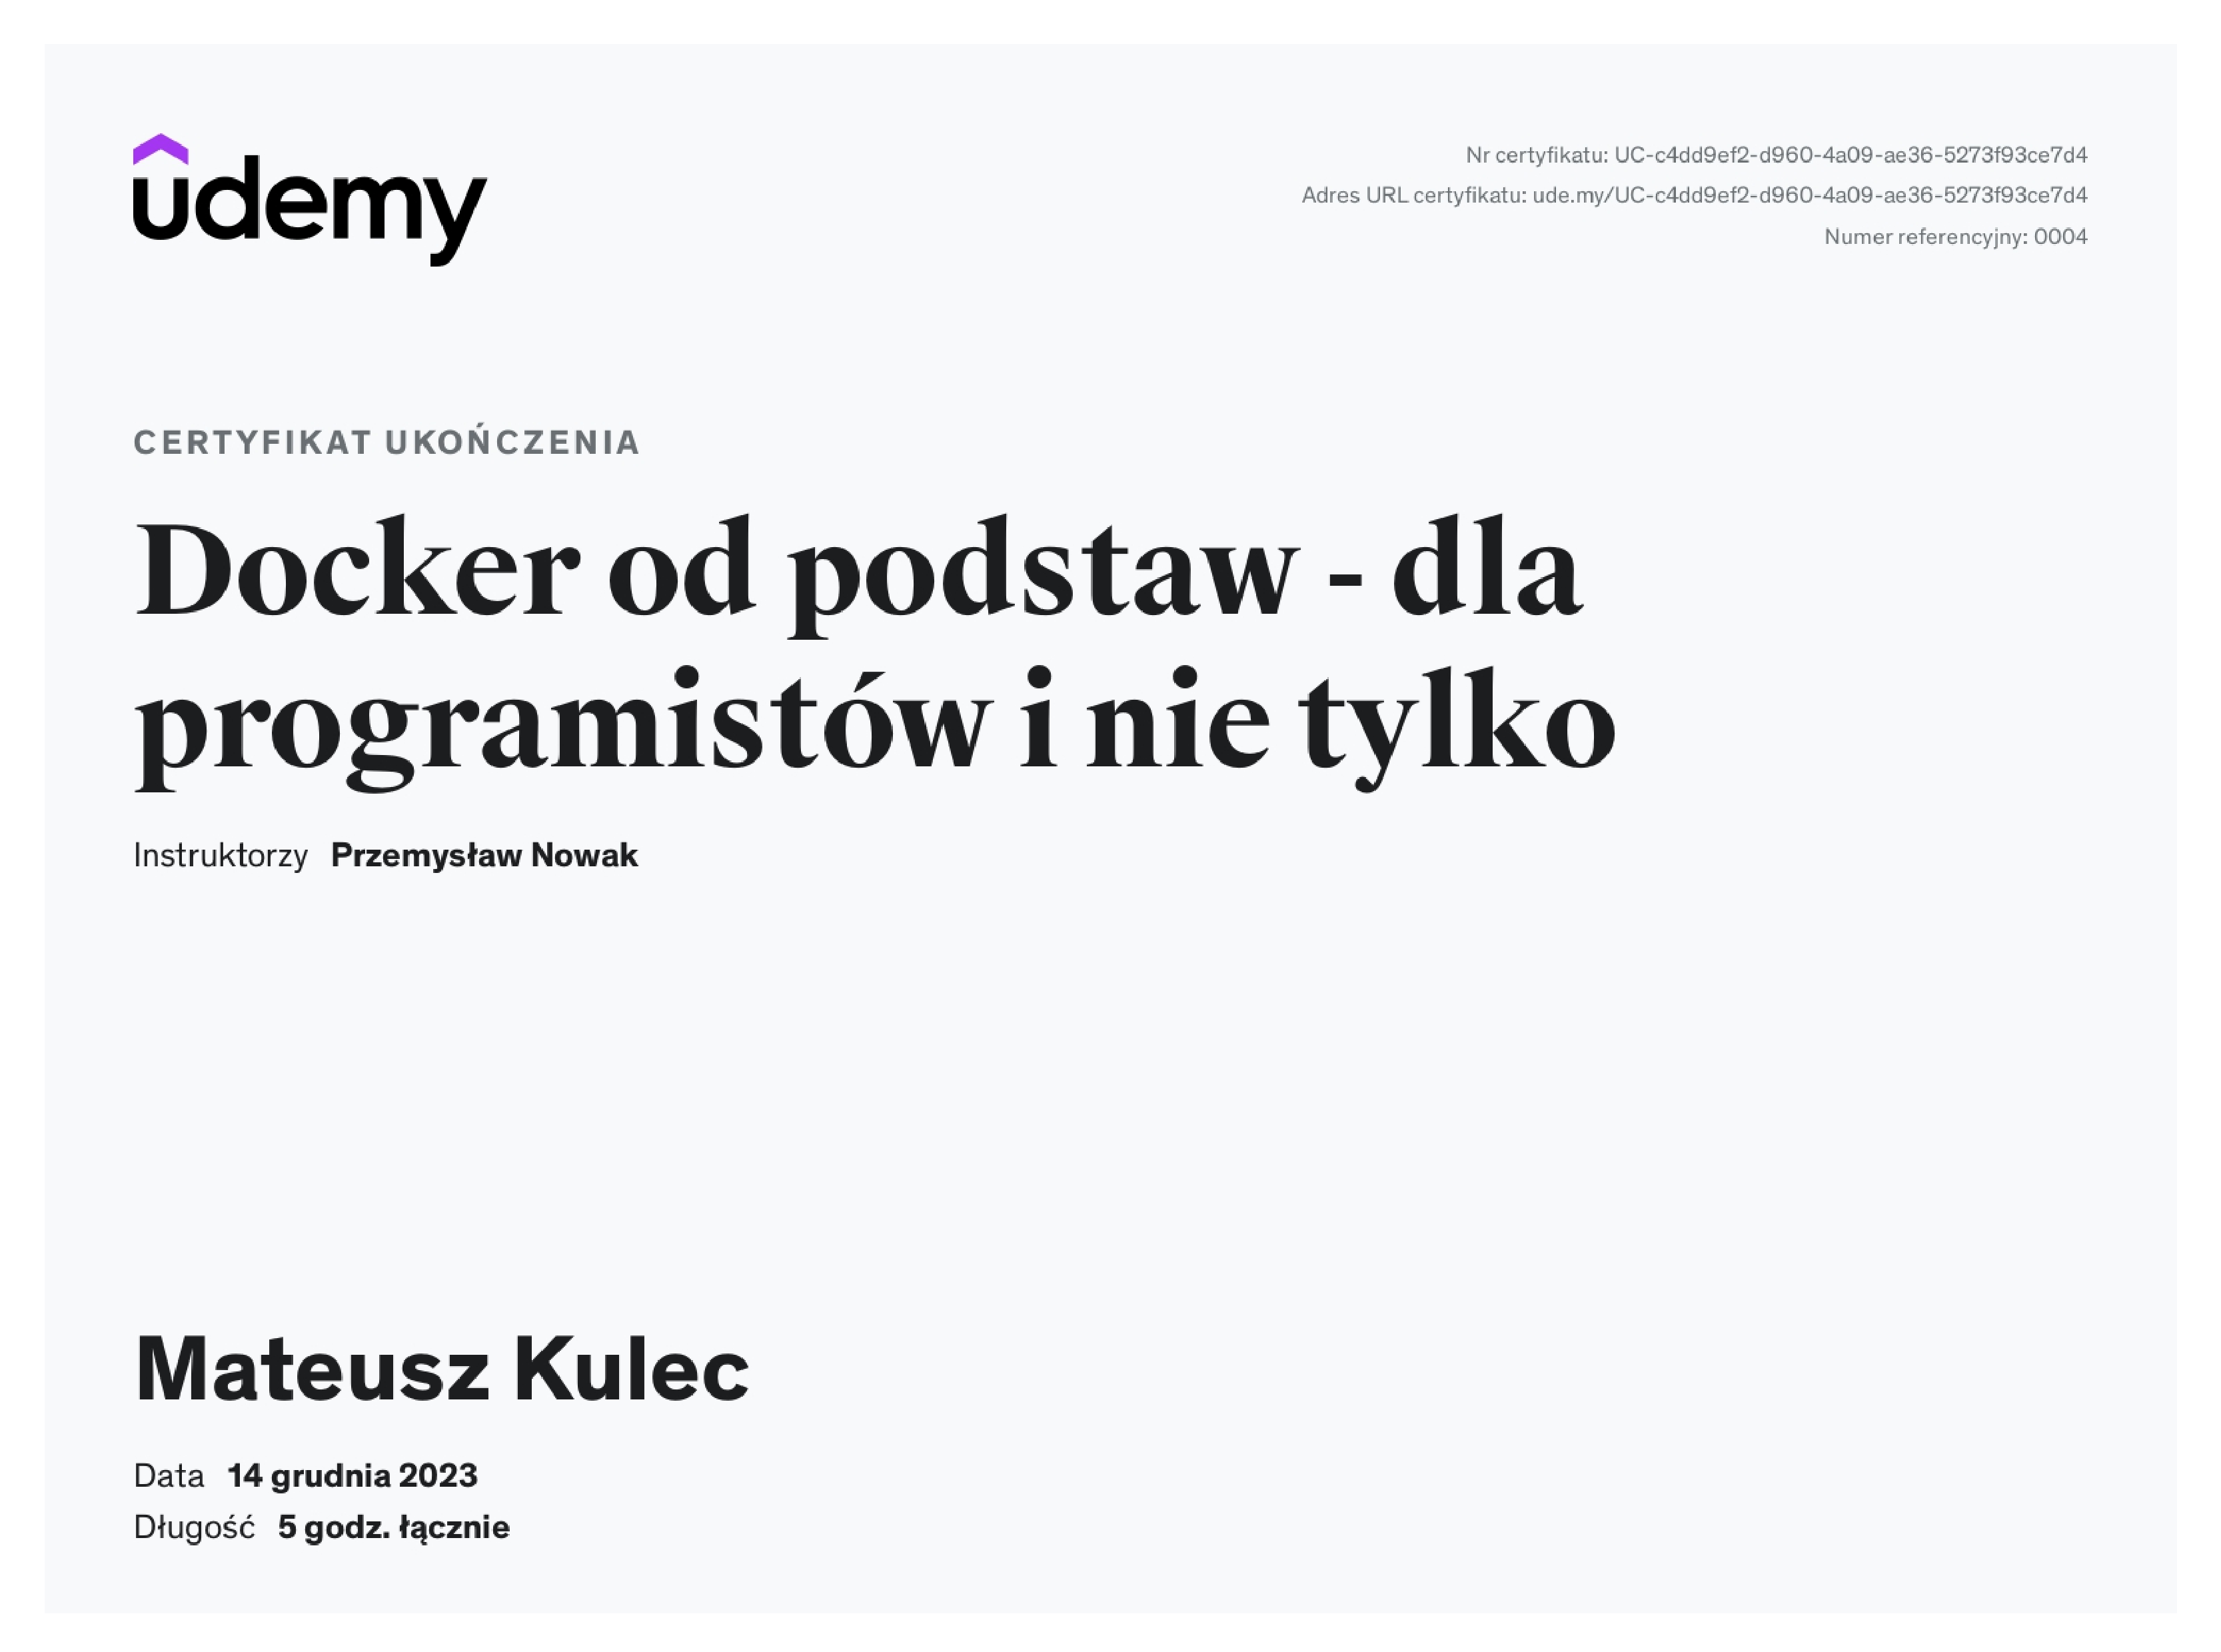 udemy
Nr certyfikatu: UC-c4dd9ef2-d960-4a09-ae36-5273f93ce7d4
Adres URL certyfikatu: ude.my/UC-c4dd9ef2-d960-4a09-ae36-5273f93ce7d4
Numer referencyjny: 0004
CERTYFIKAT UKOŃCZENIA
Docker od podstaw - dla
programistów i nie tylko
Instruktorzy Przemysław Nowak
Mateusz Kulec
Data 14 grudnia 2023
Długość 5 godz. łącznie